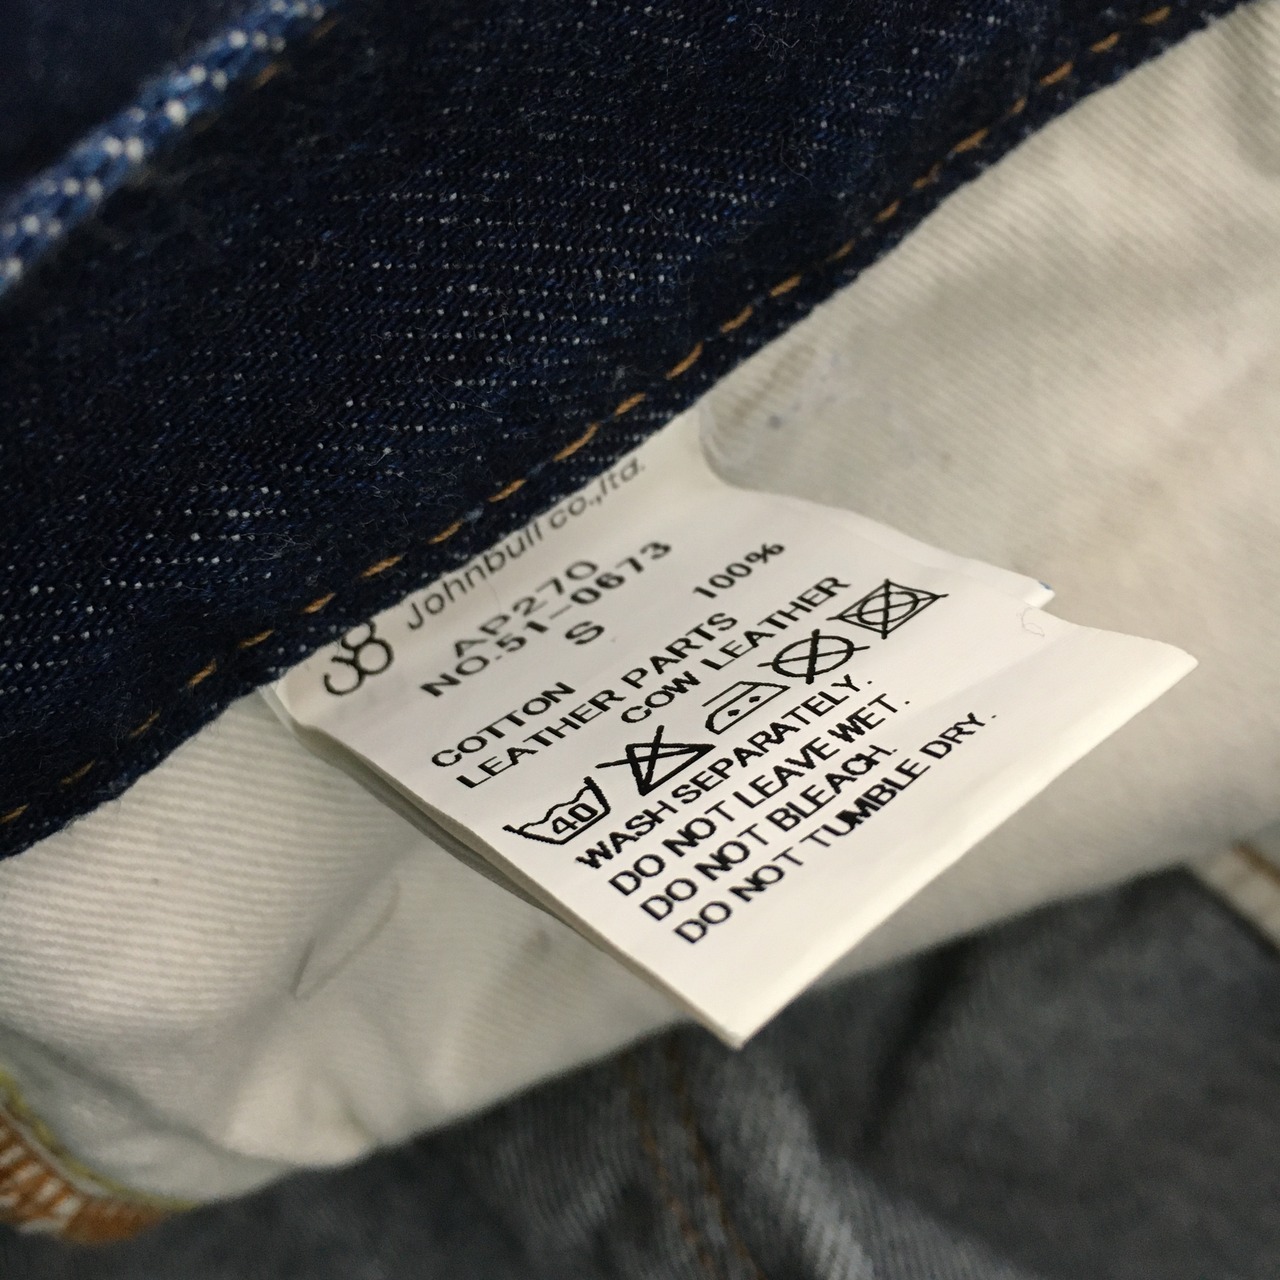 Johnbull co.,ltd.
AP270
NO.51-0673
S
COTTON 100%
LEATHER PARTS
COW LEATHER
40
WASH SEPARATELY.
DO NOT LEAVE WET.
DO NOT BLEACH.
DO NOT TUMBLE DRY.